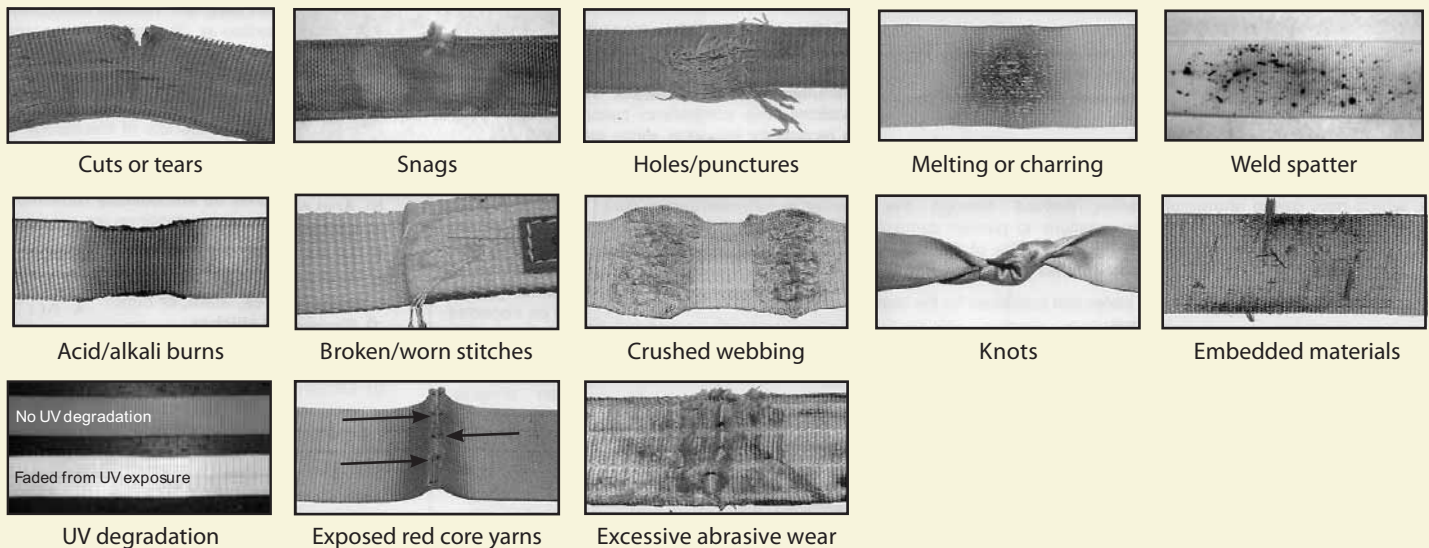 Cuts or tears
Snags
Holes/punctures
Melting or charring
Weld spatter
Acid/alkali burns
Broken/worn stitches
Crushed webbing
Knots
Embedded materials
No UV degradation
Faded from UV exposure
UV degradation
Exposed red core yarns
Excessive abrasive wear